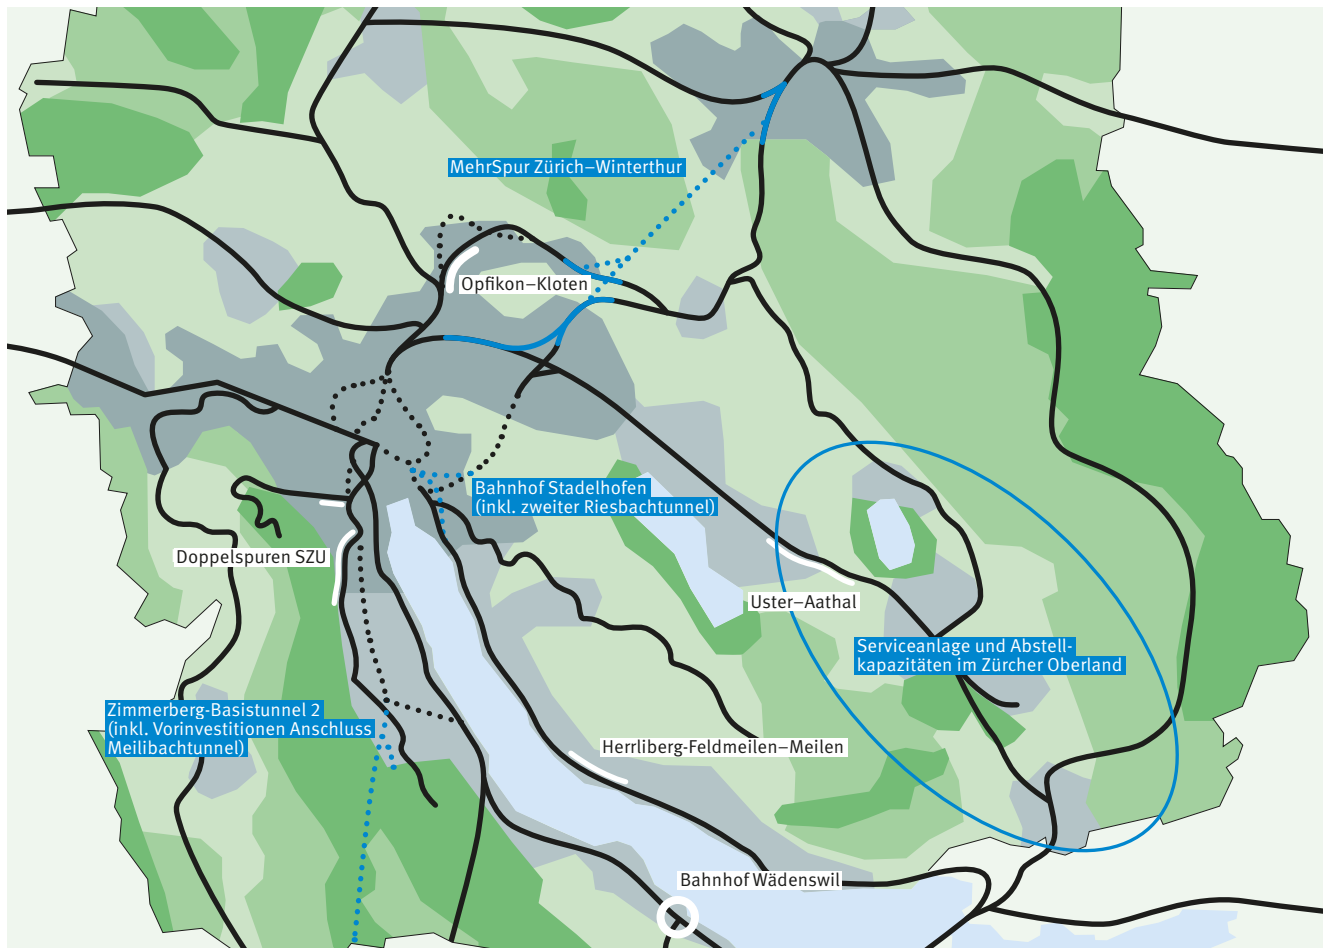 MehrSpur Zürich–Winterthur
Opfikon–Kloten
Bahnhof Stadelhofen
(inkl. zweiter Riesbachtunnel)
Doppelspuren SZU
Uster–Aathal
Serviceanlage und Abstell-
kapazitäten im Zürcher Oberland
Zimmerberg-Basistunnel 2
(inkl. Vorinvestitionen Anschluss
Meilibachtunnel)
Herrliberg-Feldmeilen–Meilen
Bahnhof Wädenswil